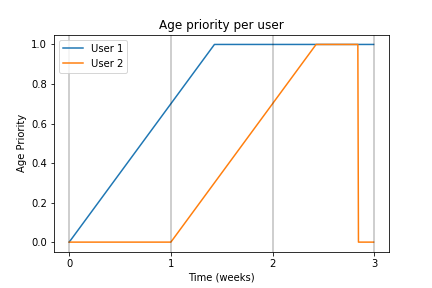 Age priority per user
1.0
0.8
0.6
0.4
0.2
0.0
Age Priority
User 1
User 2
0 1 2 3
Time (weeks)